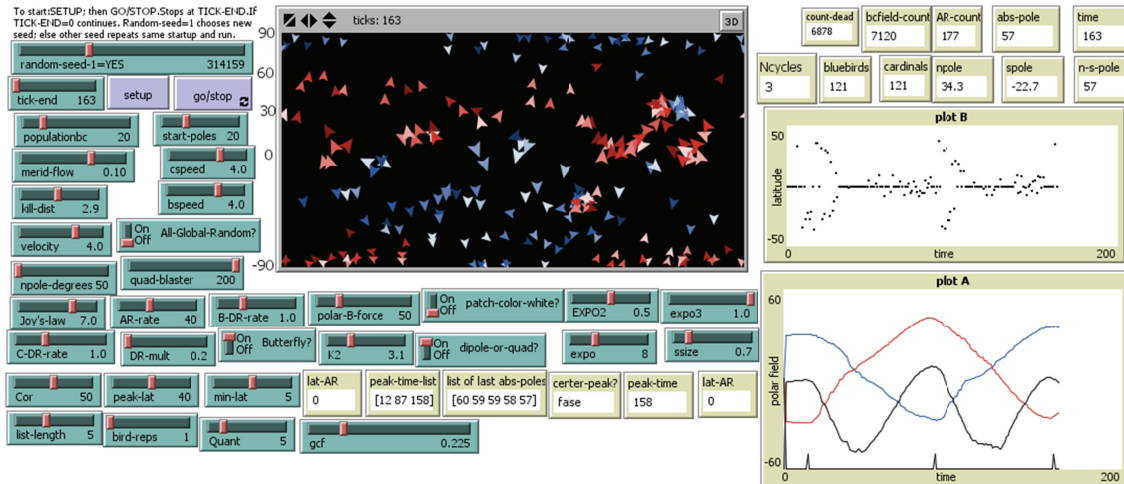 To start:SETUP; then GO/STOP.Stops at TICK-END.If
TICK-END=0 continues. Random-seed=1 chooses new
seed; else other seed repeats same startup and run.
random-seed-1=YES 314159
tick-end 163
setup
go/stop
populationbc 20
start-poles 20
merid-flow 0.10
cspeed 4.0
kill-dist 2.9
bspeed 4.0
velocity 4.0
On
Off
All-Global-Random?
npole-degrees 50
quad-blaster 200
ticks: 163
3D
90
60
30
0
-90
count-dead
6878
bcfield-count
7120
AR-count
177
abs-pole
57
time
163
Ncycles
3
bluebirds
121
cardinals
121
npole
34.3
spole
-22.7
n-s-pole
57
plot B
50
latitude
-50
0
time
200
plot A
60
polar field
-60
0
time
200
Joy's-law 7.0
AR-rate 40
B-DR-rate 1.0
polar-B-force 50
On
Off
patch-color-white?
EXPO2 0.5
expo3 1.0
C-DR-rate 1.0
DR-mult 0.2
On
Off
Butterfly?
K2 3.1
On
Off
dipole-or-quad?
expo 8
ssize 0.7
Cor 50
peak-lat 40
min-lat 5
lat-AR
0
peak-time-list
[12 87 158]
list of last abs-poles
[60 59 59 58 57]
certer-peak?
fase
peak-time
158
lat-AR
0
list-length 5
bird-reps 1
Quant 5
gcf 0.225